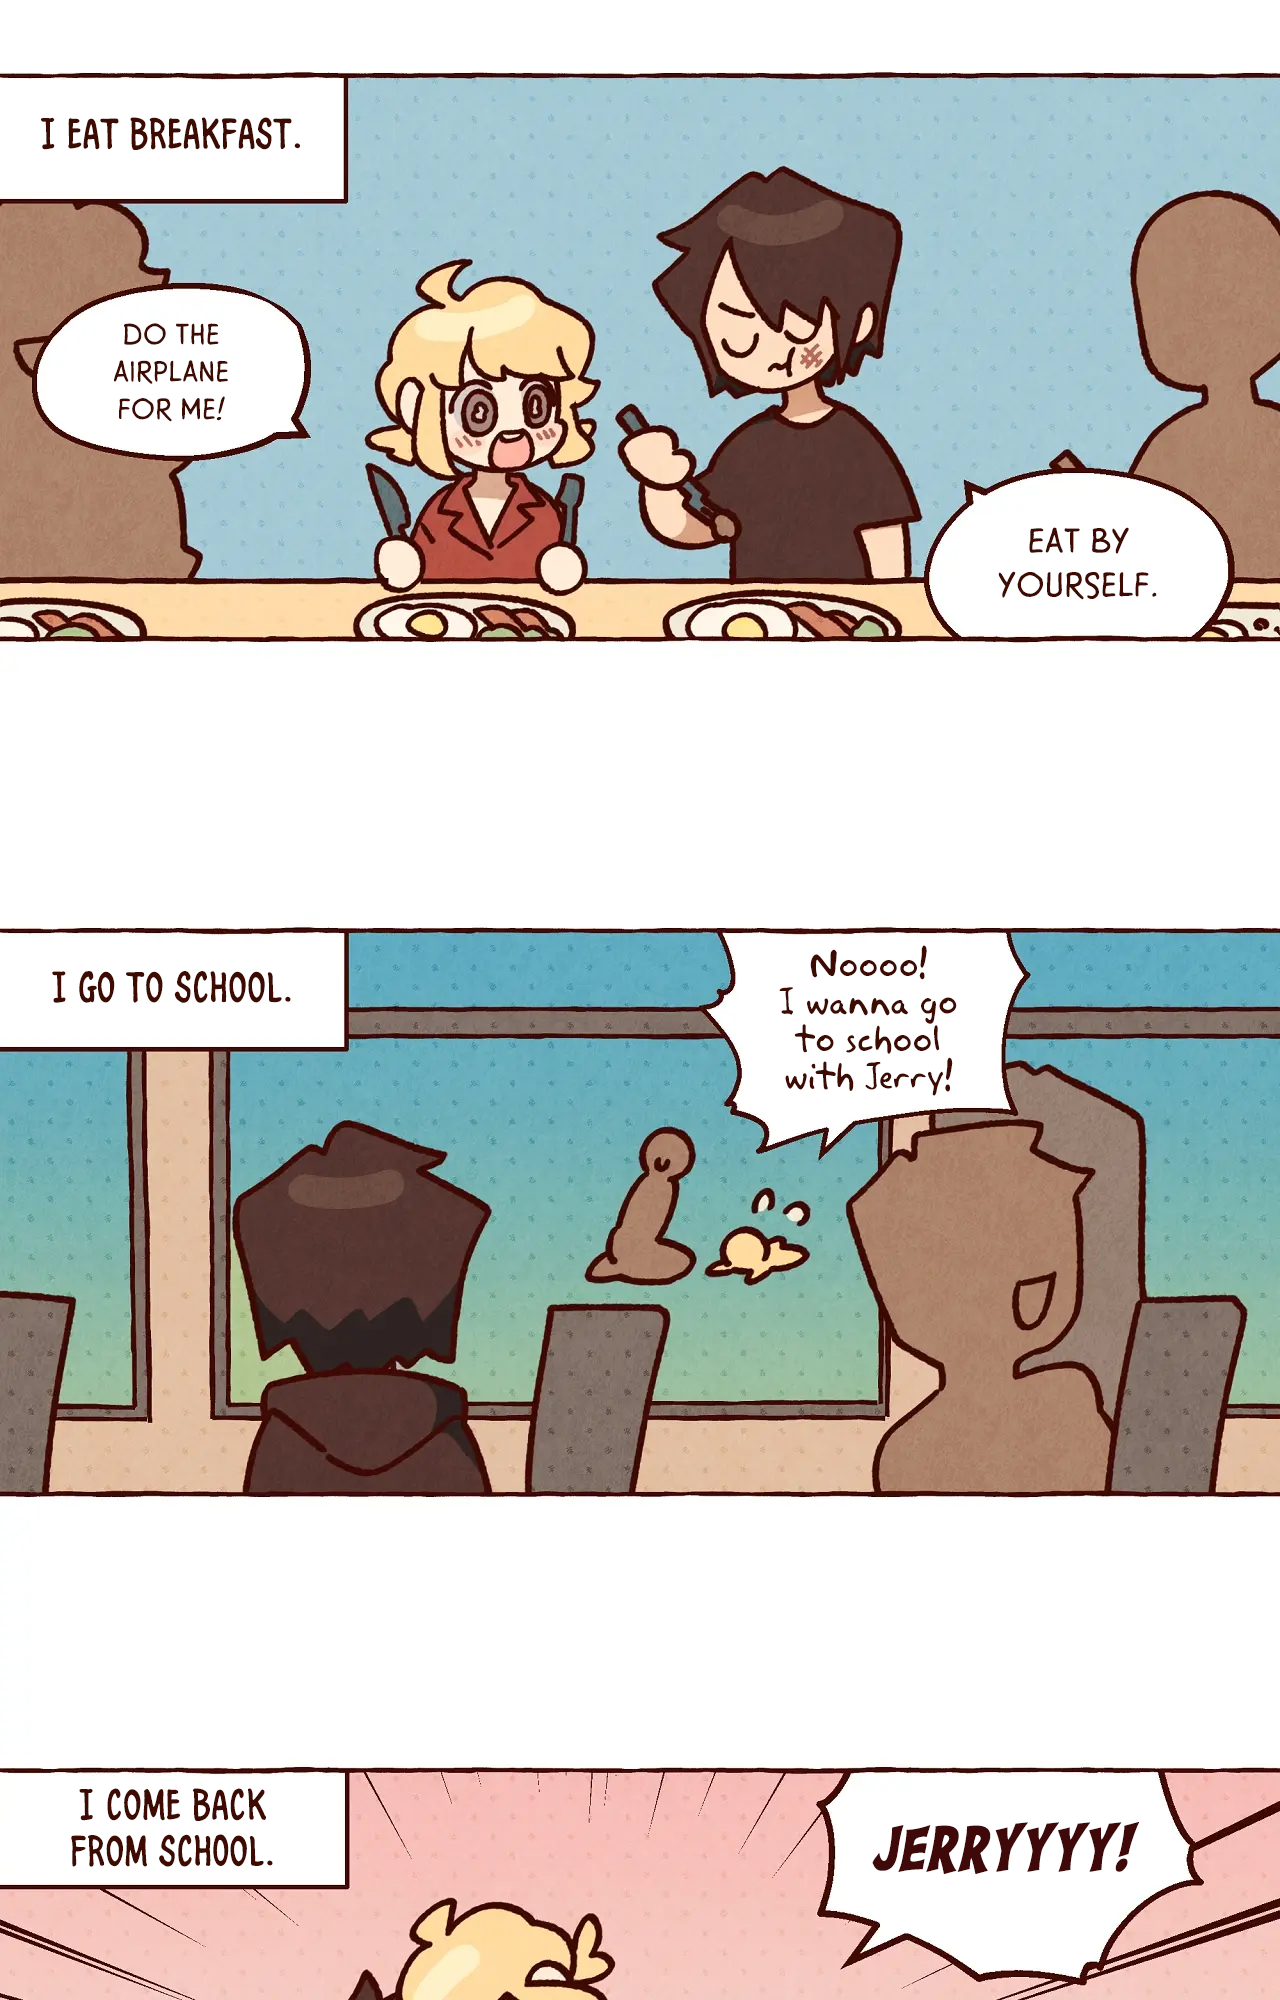 I EAT BREAKFAST.
DO THE
AIRPLANE
FOR ME!
EAT BY
YOURSELF.
I GO TO SCHOOL.
Noooo!
I wanna go
to school
with Jerry!
I COME BACK
FROM SCHOOL.
JERRYYYY!